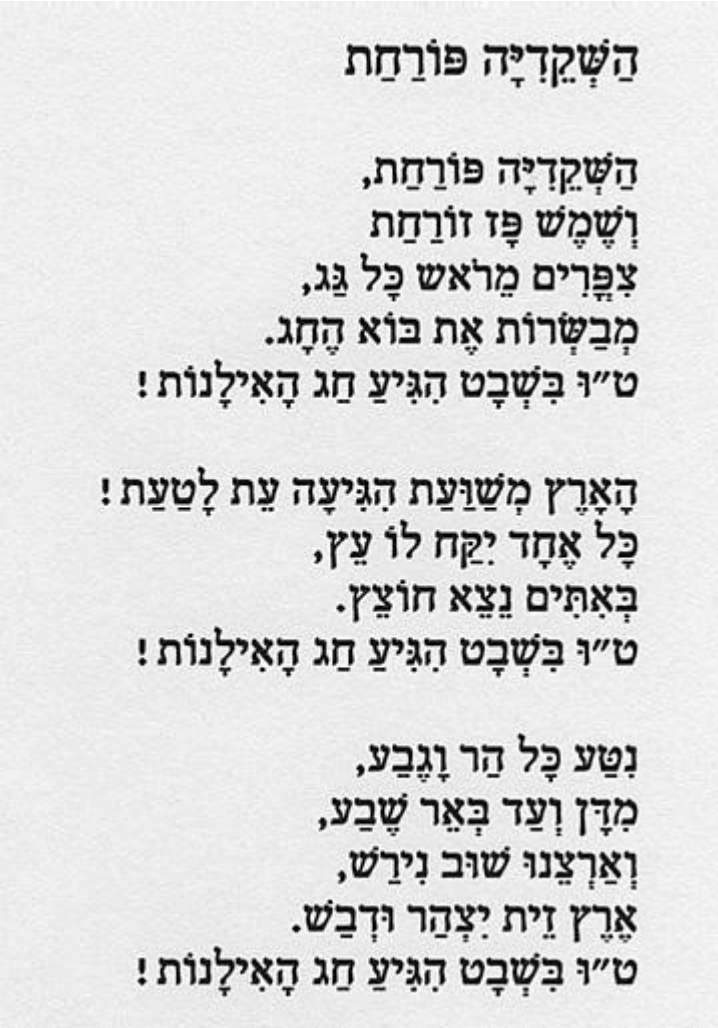 הַשְּׁקֵדִיָּה פּוֹרַחַת
הַשְּׁקֵדִיָּה פּוֹרַחַת,
וְשֶׁמֶשׁ פָּז זוֹרַחַת
צִפֳּרִים מֵרֹאש כָּל גַּג,
מְבַשְּׂרוֹת אֶת בּוֹא הֶחָג.
ט״וּ בִּשְׁבָט הִגִּיעַ חַג הָאִילָנוֹת!
הָאָרֶץ מְשַׁוַּעַת הִגִּיעָה עֵת לָטַעַת!
כָּל אֶחָד יִקַּח לוֹ עֵץ,
בְּאִתִּים נֵצֵא חוֹצֵץ.
ט״וּ בִּשְׁבָט הִגִּיעַ חַג הָאִילָנוֹת!
נִטַּע כָּל הַר וָגֶבַע,
מִדָּן וְעַד בְּאֵר שֶׁבַע,
וְאַרְצֵנוּ שׁוּב נִירַשׁ,
אֶרֶץ זַיִת יִצְהַר וּדְבַשׁ.
ט״וּ בִּשְׁבָט הִגִּיעַ חַג הָאִילָנוֹת!